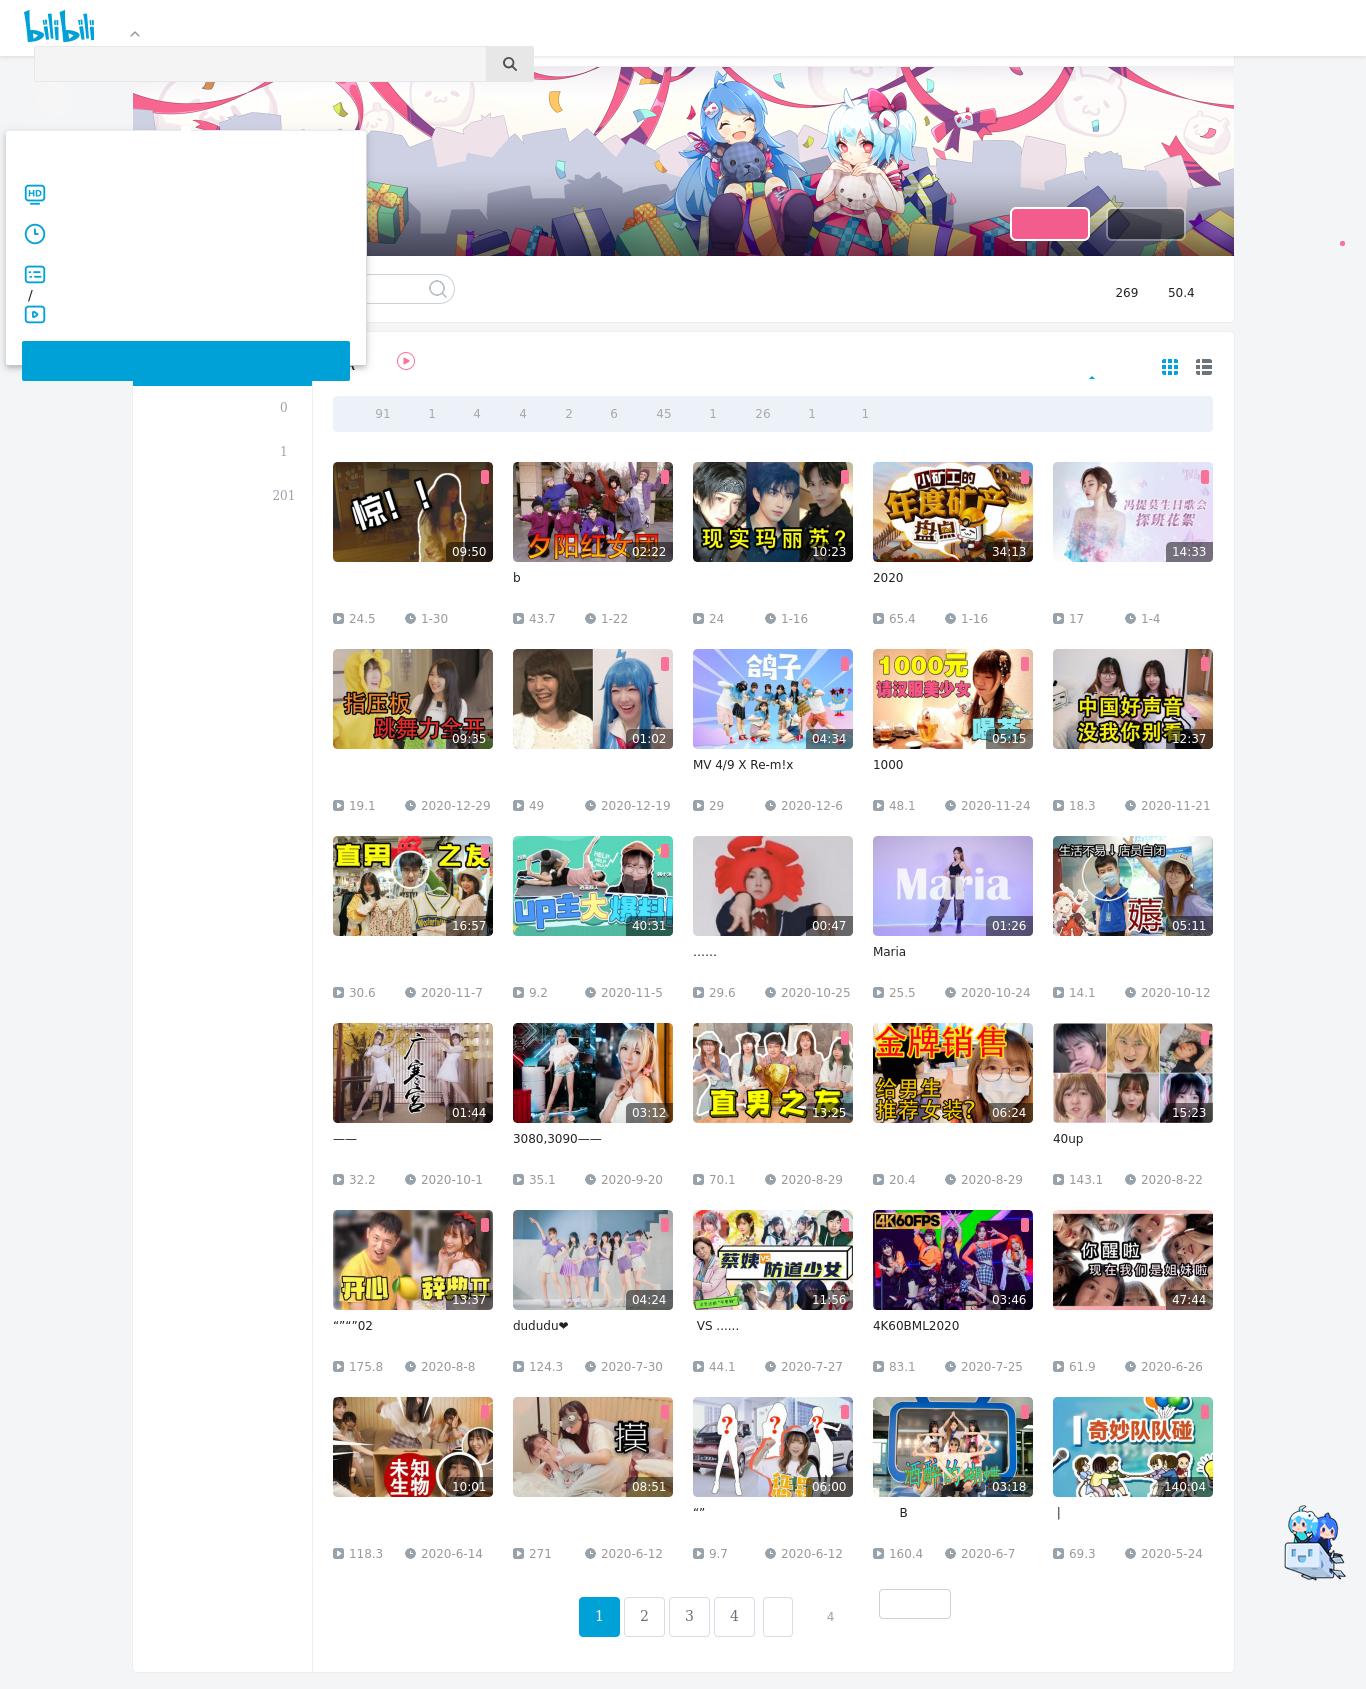 bilibili
HD
/
269 50.4
0
1
201
91 1 4 4 2 6 45 1 26 1 1
惊!!
09:50
夕阳红女团
02:22
现实玛丽苏?
10:23
小矿工的
年度矿产
盘点
34:13
冯提莫生日歌会
探班花絮
14:33
b
2020
24.5 1-30
43.7 1-22
24 1-16
65.4 1-16
17 1-4
指压板
跳舞力全开
09:35
01:02
鸽子
04:34
1000元
请汉服美少女
喝茶
05:15
中国好声音
没我你别看
12:37
MV 4/9 X Re-m!x
1000
19.1 2020-12-29
49 2020-12-19
29 2020-12-6
48.1 2020-11-24
18.3 2020-11-21
直男 之友
16:57
HELP!
up主大爆料
40:31
00:47
Maria
01:26
生活不易↓店员自闭
薅
05:11
......
Maria
30.6 2020-11-7
9.2 2020-11-5
29.6 2020-10-25
25.5 2020-10-24
14.1 2020-10-12
广寒宫
01:44
03:12
直男之友
13:25
金牌销售
给男生
推荐女装?
06:24
15:23
——
3080,3090——
40up
32.2 2020-10-1
35.1 2020-9-20
70.1 2020-8-29
20.4 2020-8-29
143.1 2020-8-22
开心
13:37
04:24
蔡姨 VS 防道少女
11:56
4K60FPS
03:46
你醒啦
现在我们是姐妹啦
47:44
“”“”02
dududu❤
VS ......
4K60BML2020
175.8 2020-8-8
124.3 2020-7-30
44.1 2020-7-27
83.1 2020-7-25
61.9 2020-6-26
未知
生物
10:01
摸
08:51
? ? ?
06:00
酒醉的蝴蝶
03:18
奇妙队队碰
140:04
“”
B
|
118.3 2020-6-14
271 2020-6-12
9.7 2020-6-12
160.4 2020-6-7
69.3 2020-5-24
1 2 3 4 4